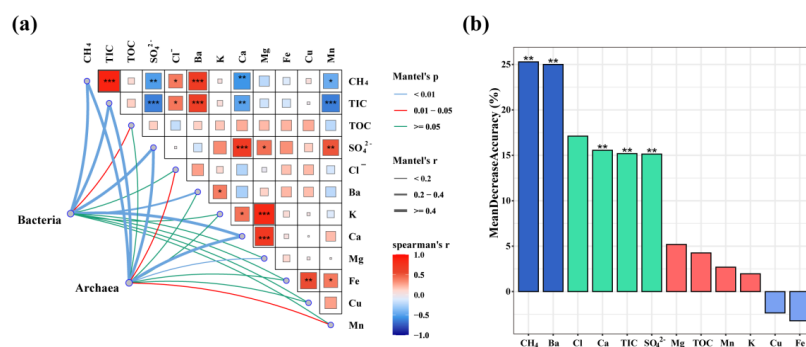 (a)
CH₄ TIC TOC SO₄²⁻ Cl⁻ Ba K Ca Mg Fe Cu Mn
*** ** * *** ** * CH₄
*** * *** ** *** TIC
TOC
*** * ** SO₄²⁻
Cl⁻
* Ba
* *** K
*** Ca
Mg
** * Fe
Cu
Mn
Bacteria
Archaea
Mantel's p
< 0.01
0.01 − 0.05
>= 0.05
Mantel's r
< 0.2
0.2 − 0.4
>= 0.4
spearman's r
1.0
0.5
0.0
−0.5
−1.0
(b)
MeanDecreaseAccuracy (%)
25
20
15
10
5
0
** ** ** ** **
CH₄ Ba Cl Ca TIC SO₄²⁻ Mg TOC Mn K Cu Fe